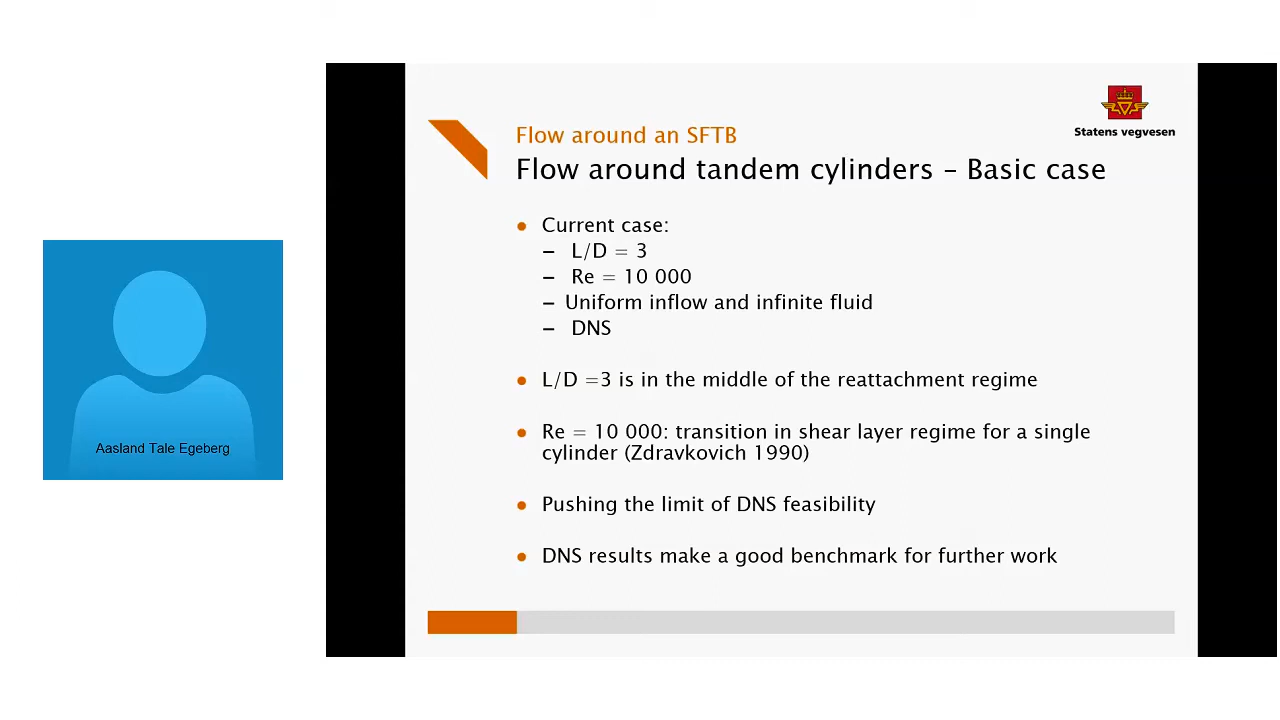 Aasland Tale Egeberg
Statens vegvesen
Flow around an SFTB
Flow around tandem cylinders – Basic case
● Current case:
– L/D = 3
– Re = 10 000
– Uniform inflow and infinite fluid
– DNS
● L/D =3 is in the middle of the reattachment regime
● Re = 10 000: transition in shear layer regime for a single
cylinder (Zdravkovich 1990)
● Pushing the limit of DNS feasibility
● DNS results make a good benchmark for further work